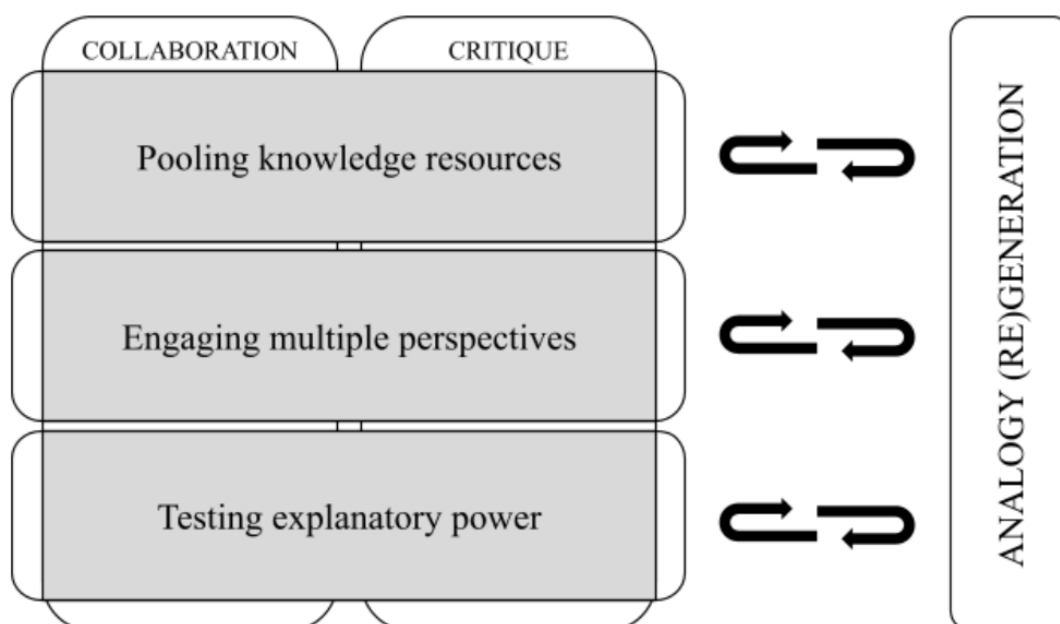 COLLABORATION
CRITIQUE
Pooling knowledge resources
Engaging multiple perspectives
Testing explanatory power
ANALOGY (RE)GENERATION